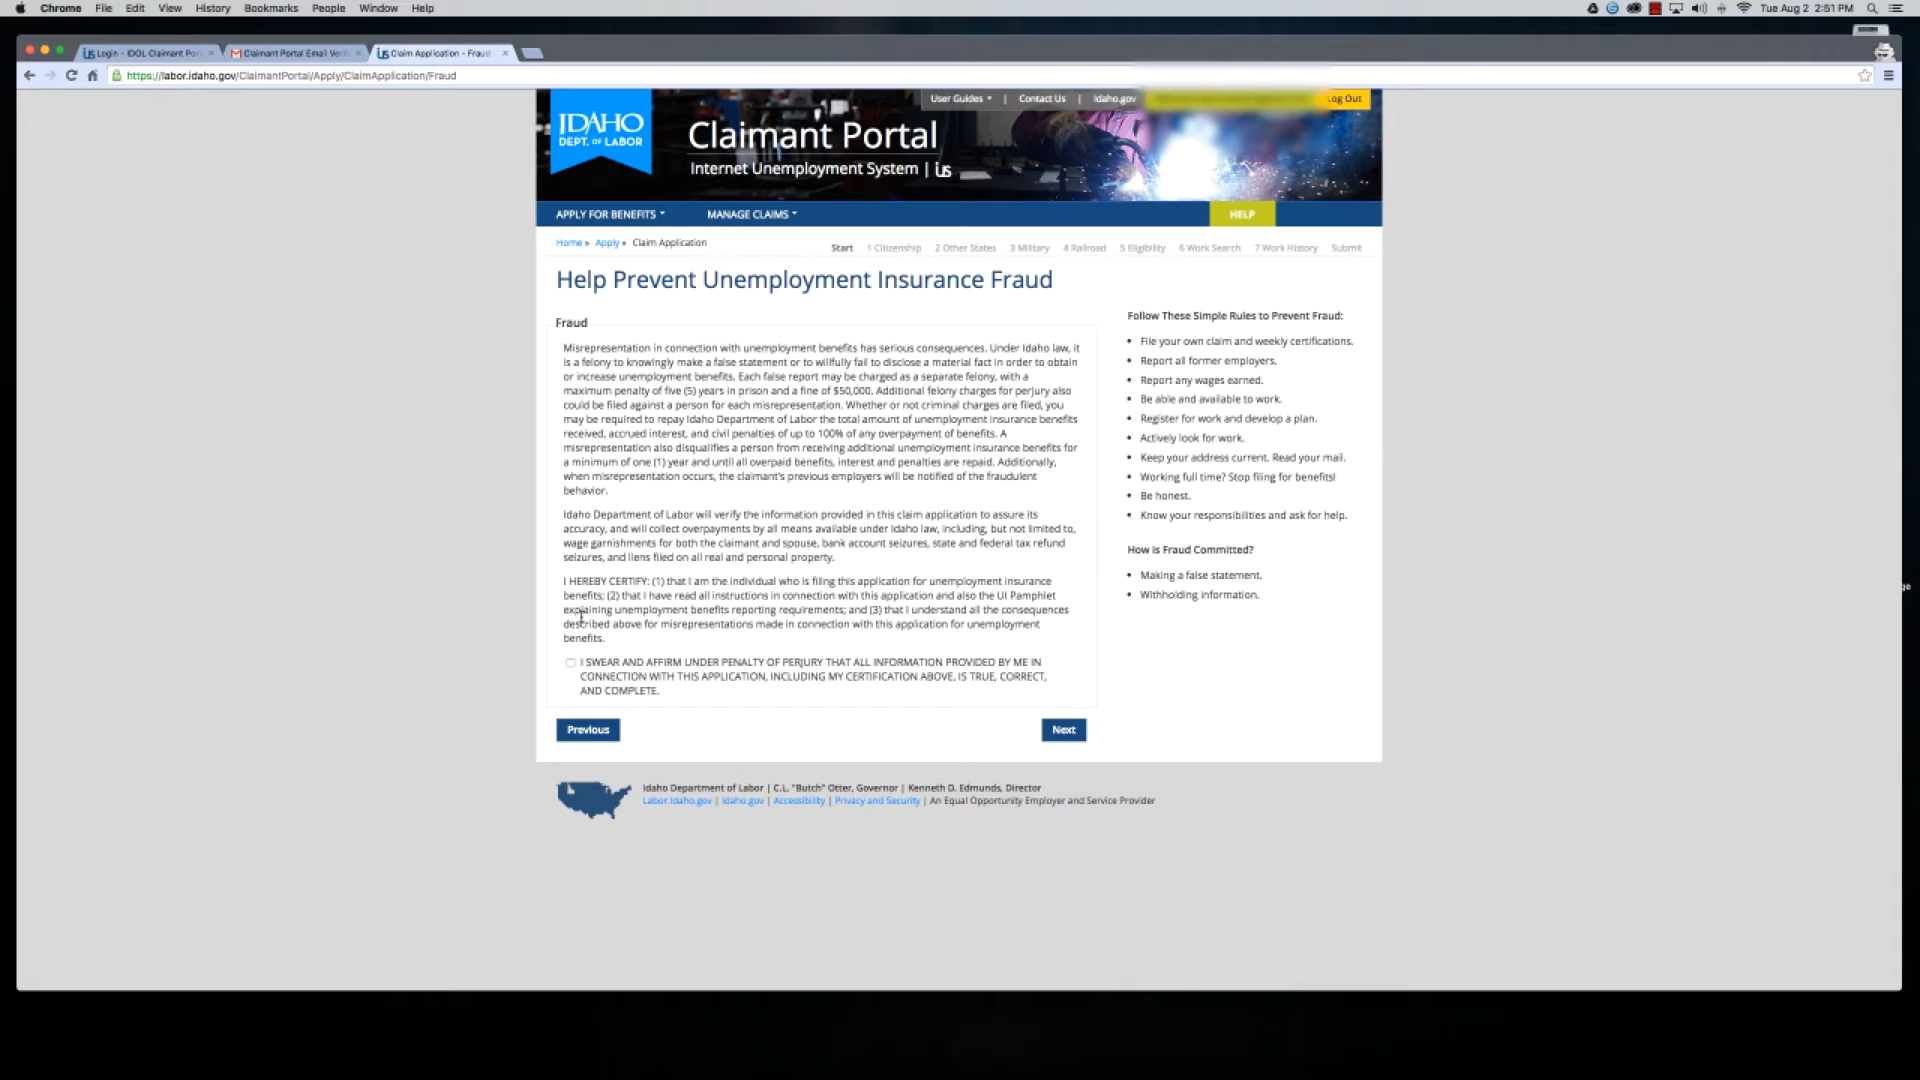 Chrome File Edit View History Bookmarks People Window Help
Tue Aug 2 2:51 PM
Login - IDOL Claimant Por
Claimant Portal Email Veri
Claim Application - Fraud
https://labor.idaho.gov/ClaimantPortal/Apply/ClaimApplication/Fraud
User Guides | Contact Us | Idaho.gov
Log Out
IDAHO
DEPT. OF LABOR
Claimant Portal
Internet Unemployment System | ius
APPLY FOR BENEFITS MANAGE CLAIMS HELP
Home » Apply » Claim Application
Start 1 Citizenship 2 Other States 3 Military 4 Railroad 5 Eligibility 6 Work Search 7 Work History Submit
Help Prevent Unemployment Insurance Fraud
Fraud
Misrepresentation in connection with unemployment benefits has serious consequences. Under Idaho law, it
is a felony to knowingly make a false statement or to willfully fail to disclose a material fact in order to obtain
or increase unemployment benefits. Each false report may be charged as a separate felony, with a
maximum penalty of five (5) years in prison and a fine of $50,000. Additional felony charges for perjury also
could be filed against a person for each misrepresentation. Whether or not criminal charges are filed, you
may be required to repay Idaho Department of Labor the total amount of unemployment insurance benefits
received, accrued interest, and civil penalties of up to 100% of any overpayment of benefits. A
misrepresentation also disqualifies a person from receiving additional unemployment insurance benefits for
a minimum of one (1) year and until all overpaid benefits, interest and penalties are repaid. Additionally,
when misrepresentation occurs, the claimant's previous employers will be notified of the fraudulent
behavior.
Idaho Department of Labor will verify the information provided in this claim application to assure its
accuracy, and will collect overpayments by all means available under Idaho law, including, but not limited to,
wage garnishments for both the claimant and spouse, bank account seizures, state and federal tax refund
seizures, and liens filed on all real and personal property.
I HEREBY CERTIFY: (1) that I am the individual who is filing this application for unemployment insurance
benefits; (2) that I have read all instructions in connection with this application and also the UI Pamphlet
explaining unemployment benefits reporting requirements; and (3) that I understand all the consequences
described above for misrepresentations made in connection with this application for unemployment
benefits.
I SWEAR AND AFFIRM UNDER PENALTY OF PERJURY THAT ALL INFORMATION PROVIDED BY ME IN
CONNECTION WITH THIS APPLICATION, INCLUDING MY CERTIFICATION ABOVE, IS TRUE, CORRECT,
AND COMPLETE.
Previous
Next
Follow These Simple Rules to Prevent Fraud:
• File your own claim and weekly certifications.
• Report all former employers.
• Report any wages earned.
• Be able and available to work.
• Register for work and develop a plan.
• Actively look for work.
• Keep your address current. Read your mail.
• Working full time? Stop filing for benefits!
• Be honest.
• Know your responsibilities and ask for help.
How is Fraud Committed?
• Making a false statement.
• Withholding information.
Idaho Department of Labor | C.L. "Butch" Otter, Governor | Kenneth D. Edmunds, Director
Labor.Idaho.gov | Idaho.gov | Accessibility | Privacy and Security | An Equal Opportunity Employer and Service Provider